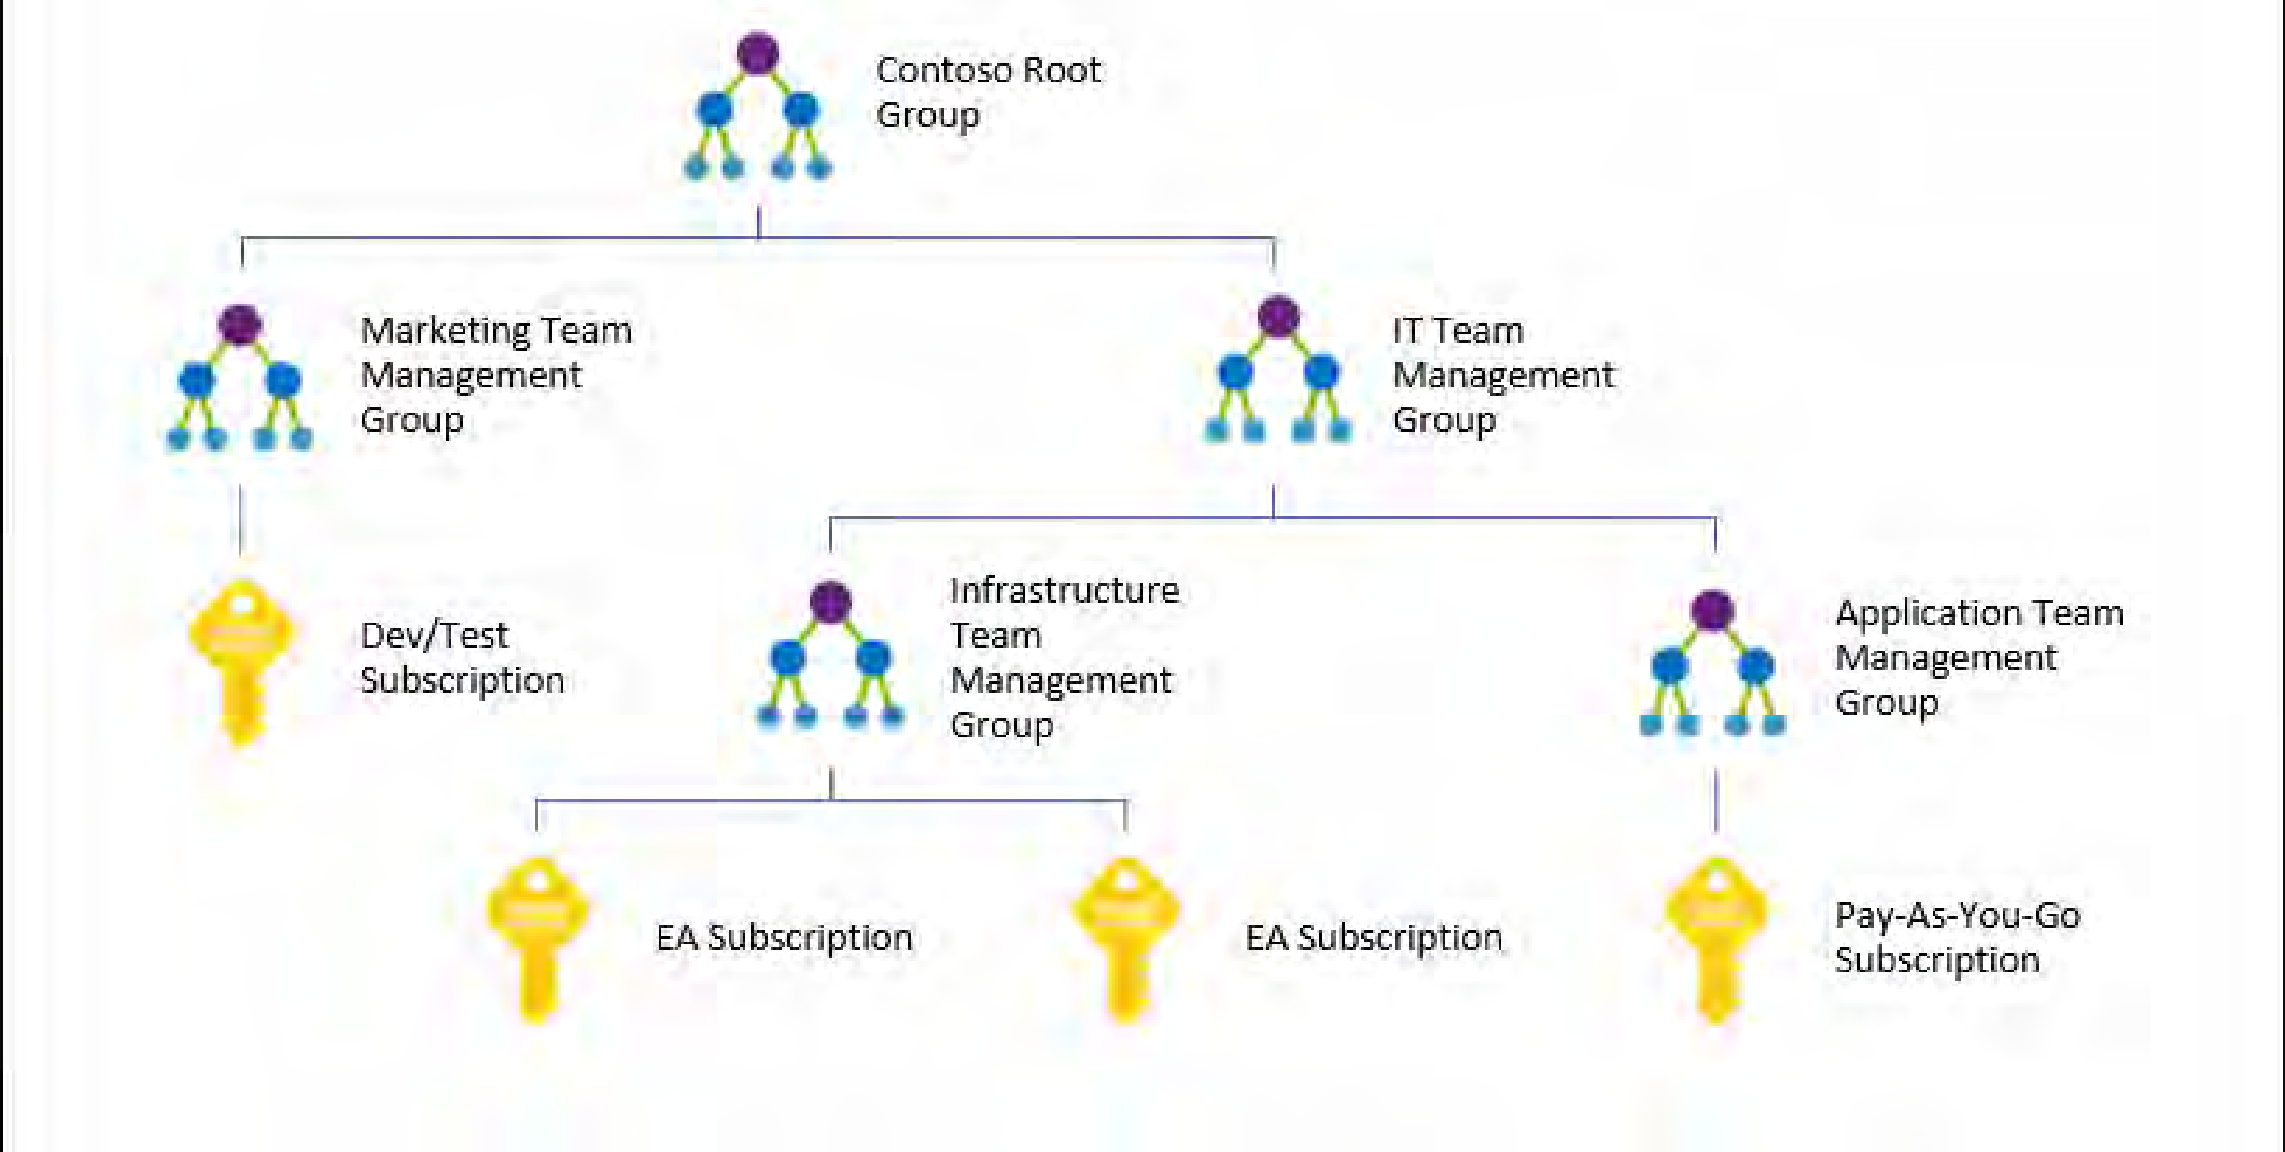 Contoso Root
Group
Marketing Team
Management
Group
IT Team
Management
Group
Dev/Test
Subscription
Infrastructure
Team
Management
Group
Application Team
Management
Group
EA Subscription
EA Subscription
Pay-As-You-Go
Subscription